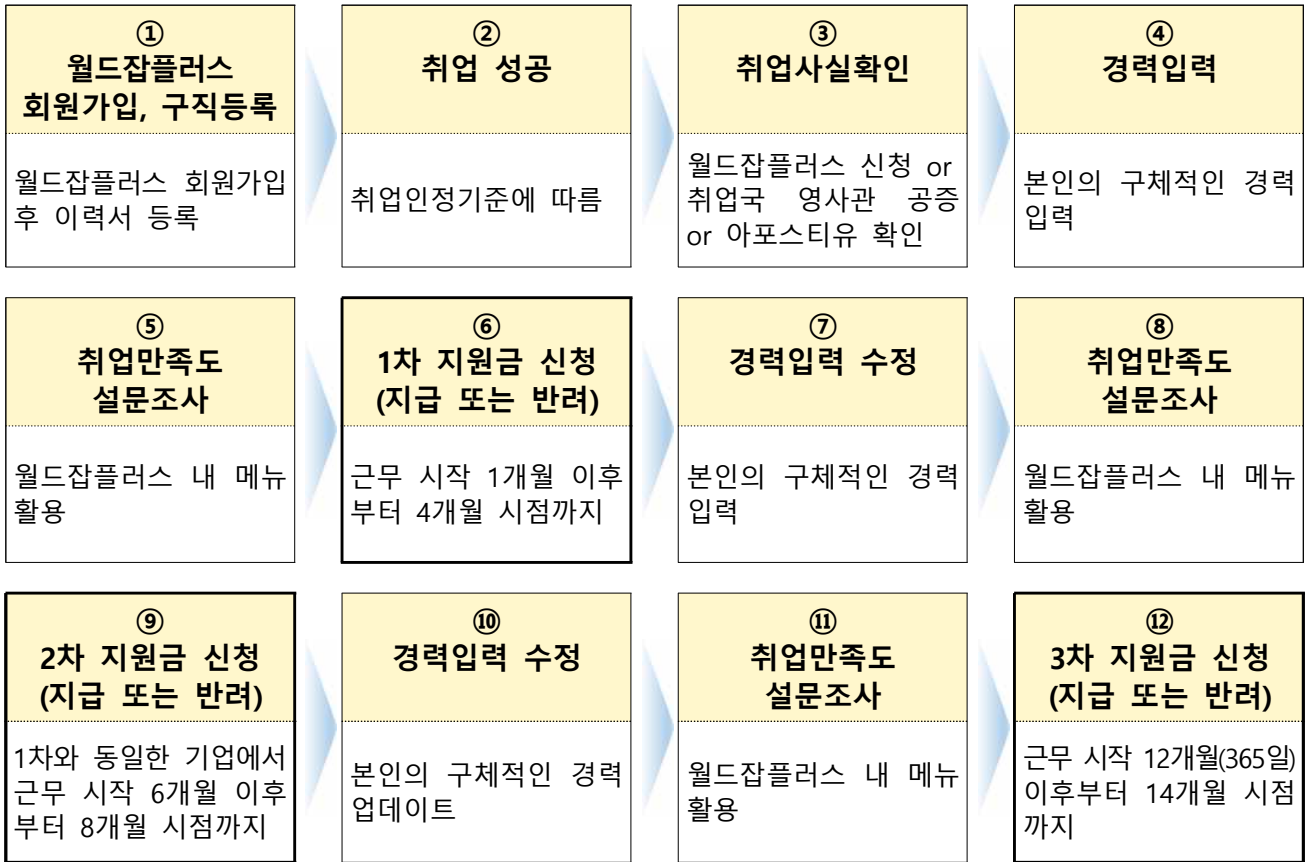 ①
월드잡플러스
회원가입, 구직등록
월드잡플러스 회원가입
후 이력서 등록
②
취업 성공
취업인정기준에 따름
③
취업사실확인
월드잡플러스 신청 or
취업국 영사관 공증
or 아포스티유 확인
④
경력입력
본인의 구체적인 경력
입력
⑤
취업만족도
설문조사
월드잡플러스 내 메뉴
활용
⑥
1차 지원금 신청
(지급 또는 반려)
근무 시작 1개월 이후
부터 4개월 시점까지
⑦
경력입력 수정
본인의 구체적인 경력
입력
⑧
취업만족도
설문조사
월드잡플러스 내 메뉴
활용
⑨
2차 지원금 신청
(지급 또는 반려)
1차와 동일한 기업에서
근무 시작 6개월 이후
부터 8개월 시점까지
⑩
경력입력 수정
본인의 구체적인 경력
업데이트
⑪
취업만족도
설문조사
월드잡플러스 내 메뉴
활용
⑫
3차 지원금 신청
(지급 또는 반려)
근무 시작 12개월(365일)
이후부터 14개월 시점
까지